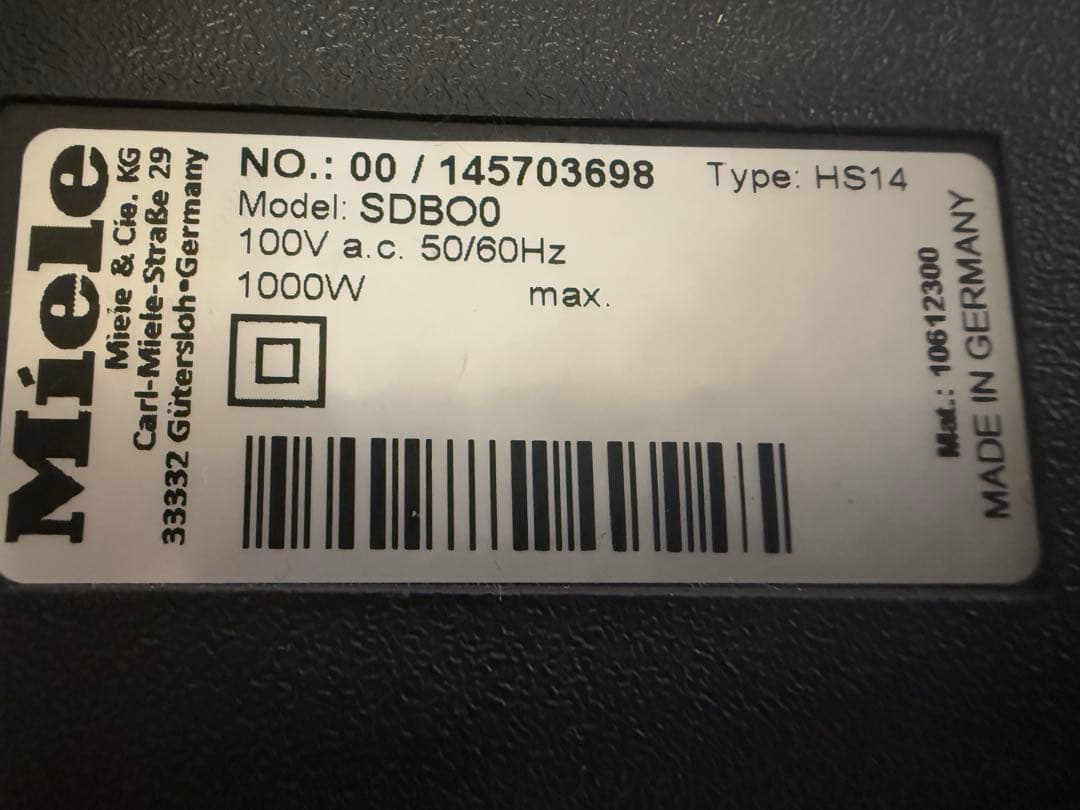 Miele
Miele & Cie. KG
Carl-Miele-Straße 29
33332 Gütersloh•Germany
NO.: 00 / 145703698
Type: HS14
Model: SDBO0
100V a.c. 50/60Hz
1000W max.
Mat.: 10612300
MADE IN GERMANY